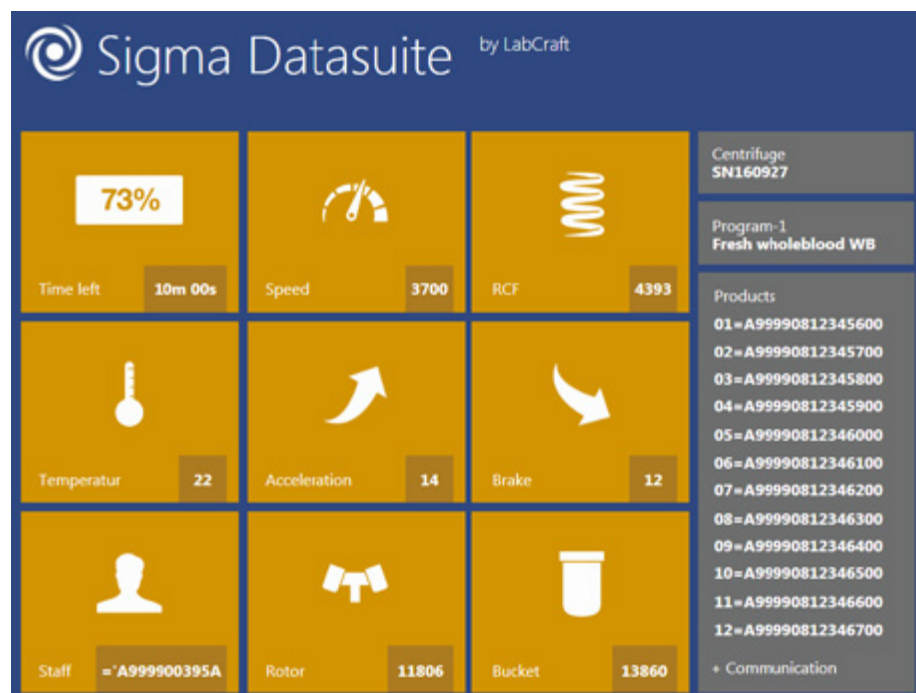 Sigma Datasuite by LabCraft
73%
Time left 10m 00s
Speed 3700
RCF 4393
Temperatur 22
Acceleration 14
Brake 12
Staff ='A999900395A
Rotor 11806
Bucket 13860
Centrifuge
SN160927
Program-1
Fresh wholeblood WB
Products
01=A99990812345600
02=A99990812345700
03=A99990812345800
04=A99990812345900
05=A99990812346000
06=A99990812346100
07=A99990812346200
08=A99990812346300
09=A99990812346400
10=A99990812346500
11=A99990812346600
12=A99990812346700
+ Communication